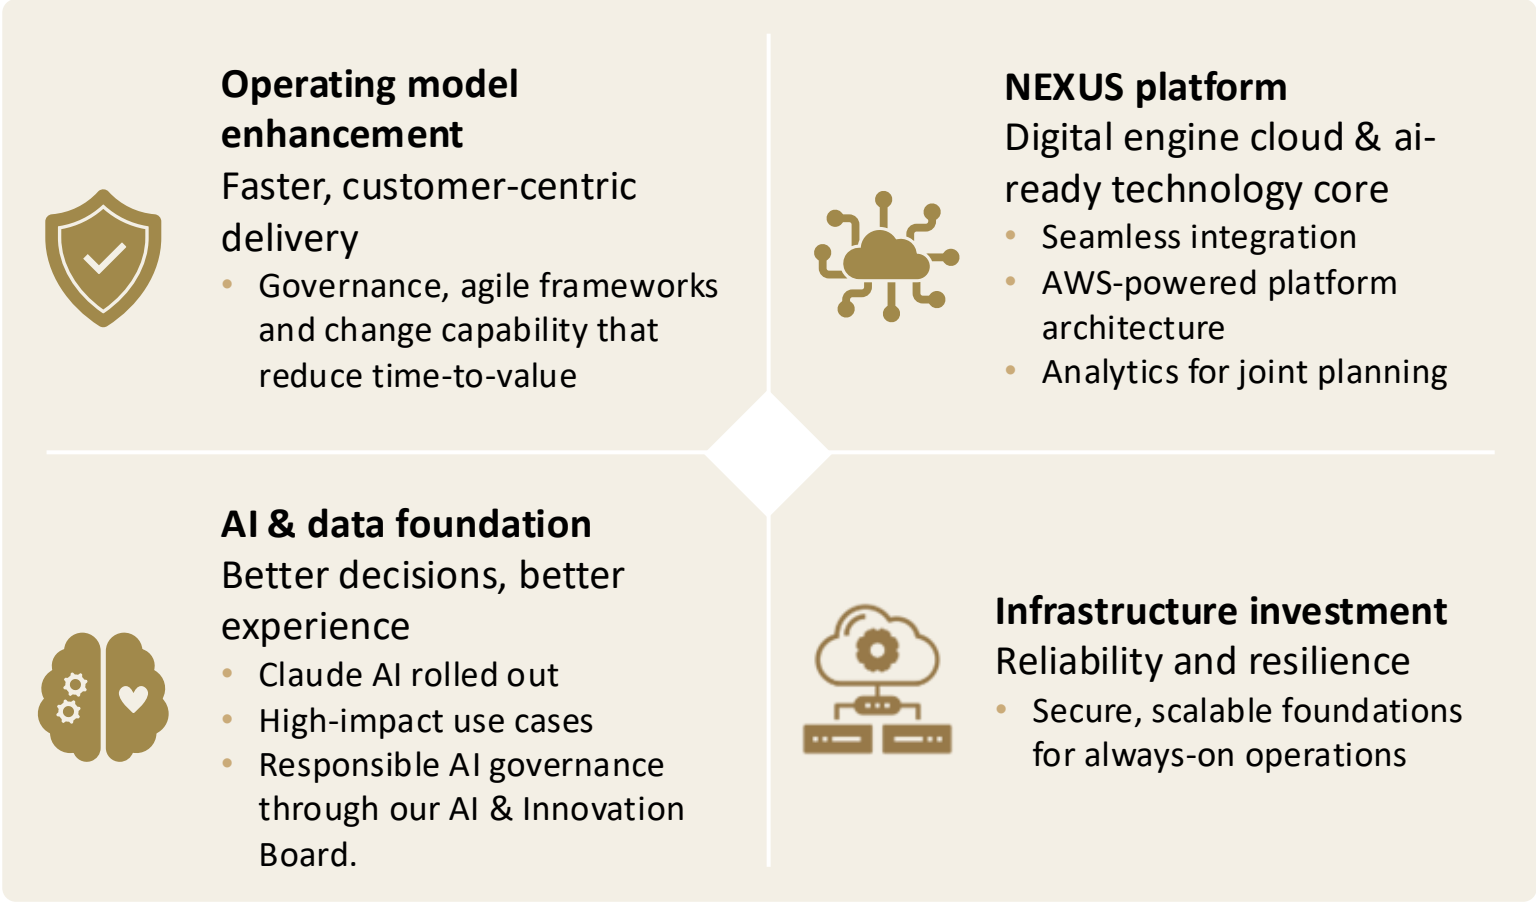 Operating model
enhancement
Faster, customer-centric
delivery
• Governance, agile frameworks
and change capability that
reduce time-to-value
NEXUS platform
Digital engine cloud & ai-
ready technology core
• Seamless integration
• AWS-powered platform
architecture
• Analytics for joint planning
AI & data foundation
Better decisions, better
experience
• Claude AI rolled out
• High-impact use cases
• Responsible AI governance
through our AI & Innovation
Board.
Infrastructure investment
Reliability and resilience
• Secure, scalable foundations
for always-on operations